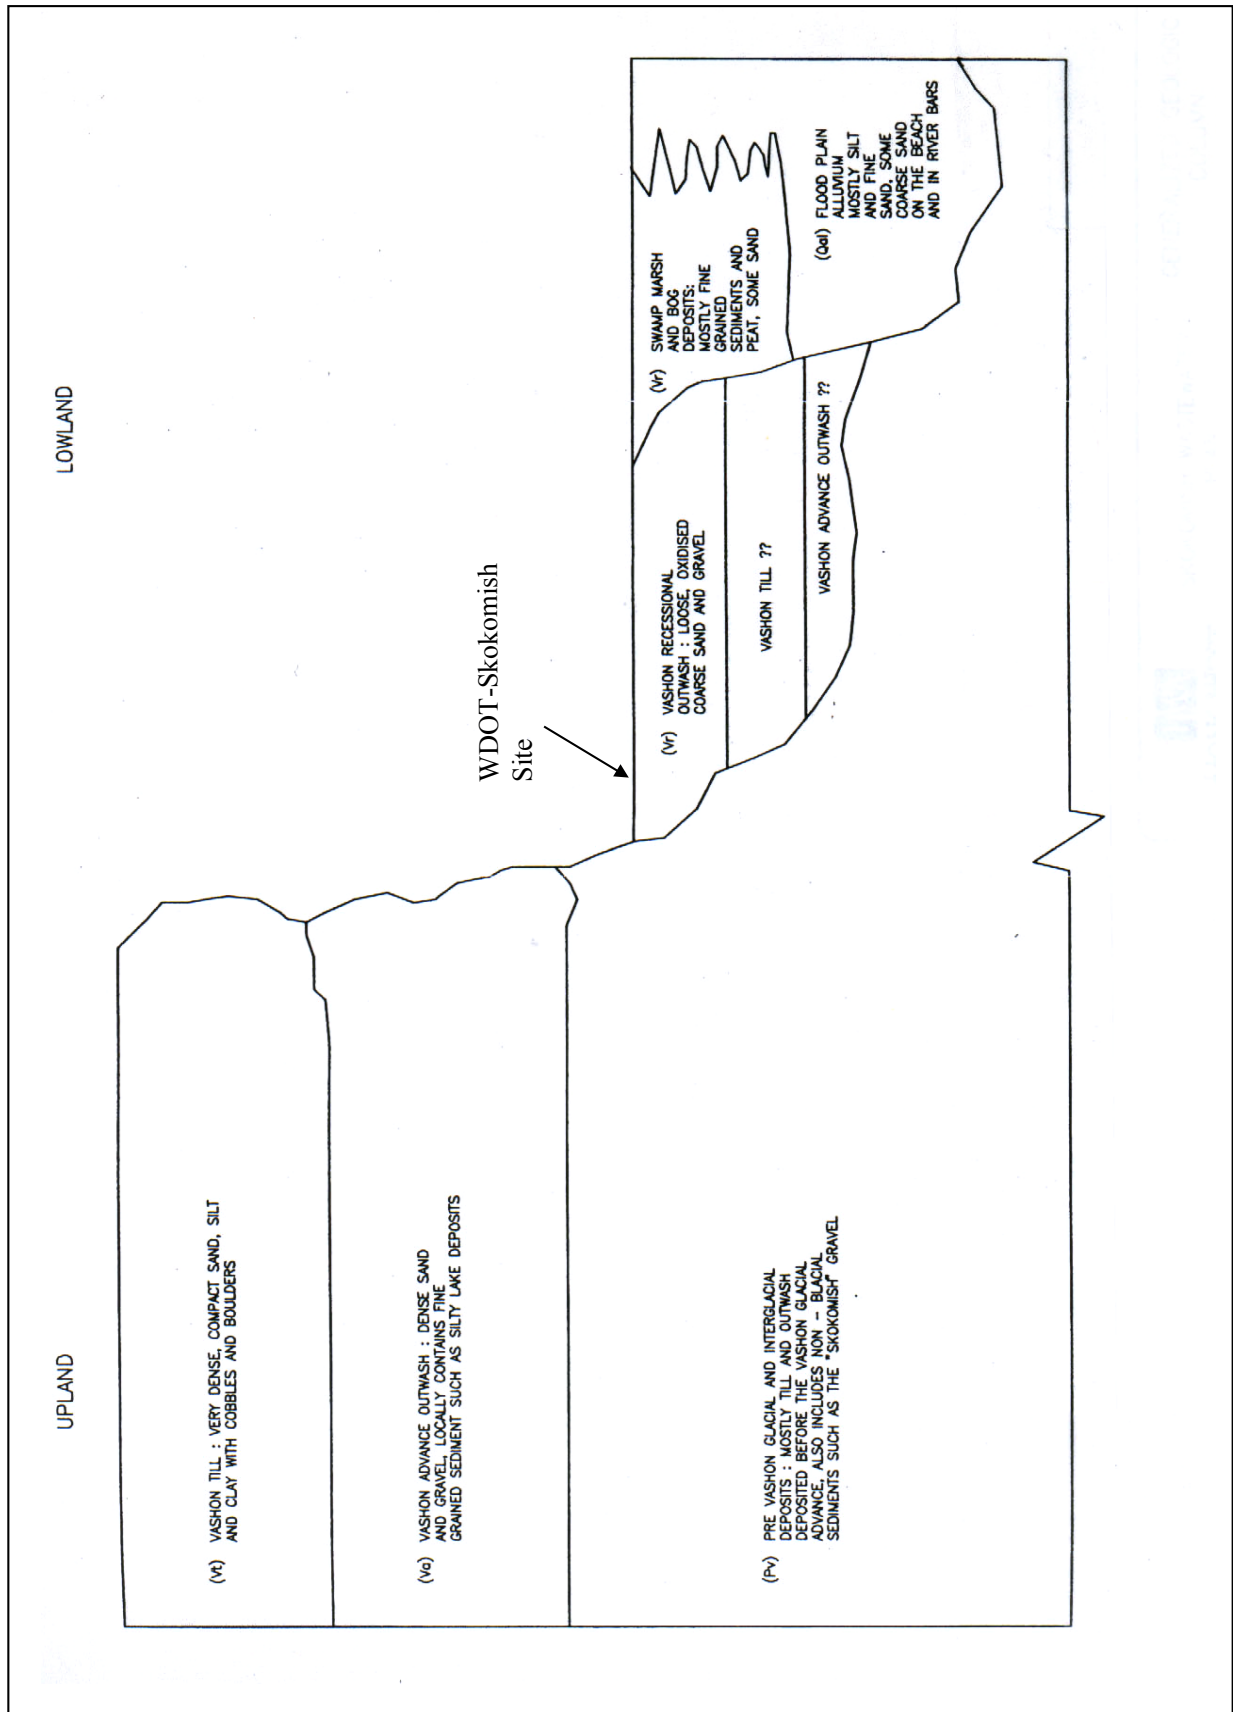 UPLAND
LOWLAND
(Vt) VASHON TILL : VERY DENSE, COMPACT SAND, SILT
AND CLAY WITH COBBLES AND BOULDERS
(Va) VASHON ADVANCE OUTWASH : DENSE SAND
AND GRAVEL, LOCALLY CONTAINS FINE
GRAINED SEDIMENT SUCH AS SILTY LAKE DEPOSITS
(Pv) PRE VASHON GLACIAL AND INTERGLACIAL
DEPOSITS : MOSTLY TILL AND OUTWASH
DEPOSITED BEFORE THE VASHON GLACIAL
ADVANCE, ALSO INCLUDES NON - BLACIAL
SEDIMENTS SUCH AS THE "SKOKOMISH" GRAVEL
WDOT-Skokomish
Site
(Vr) VASHON RECESSIONAL
OUTWASH : LOOSE, OXIDISED
COARSE SAND AND GRAVEL
VASHON TILL ??
VASHON ADVANCE OUTWASH ??
(Vr) SWAMP MARSH
AND BOG
DEPOSITS:
MOSTLY FINE
GRAINED
SEDIMENTS AND
PEAT, SOME SAND
(Qal) FLOOD PLAIN
ALLUVIUM
MOSTLY SILT
AND FINE
SAND, SOME
COARSE SAND
ON THE BEACH
AND IN RIVER BARS